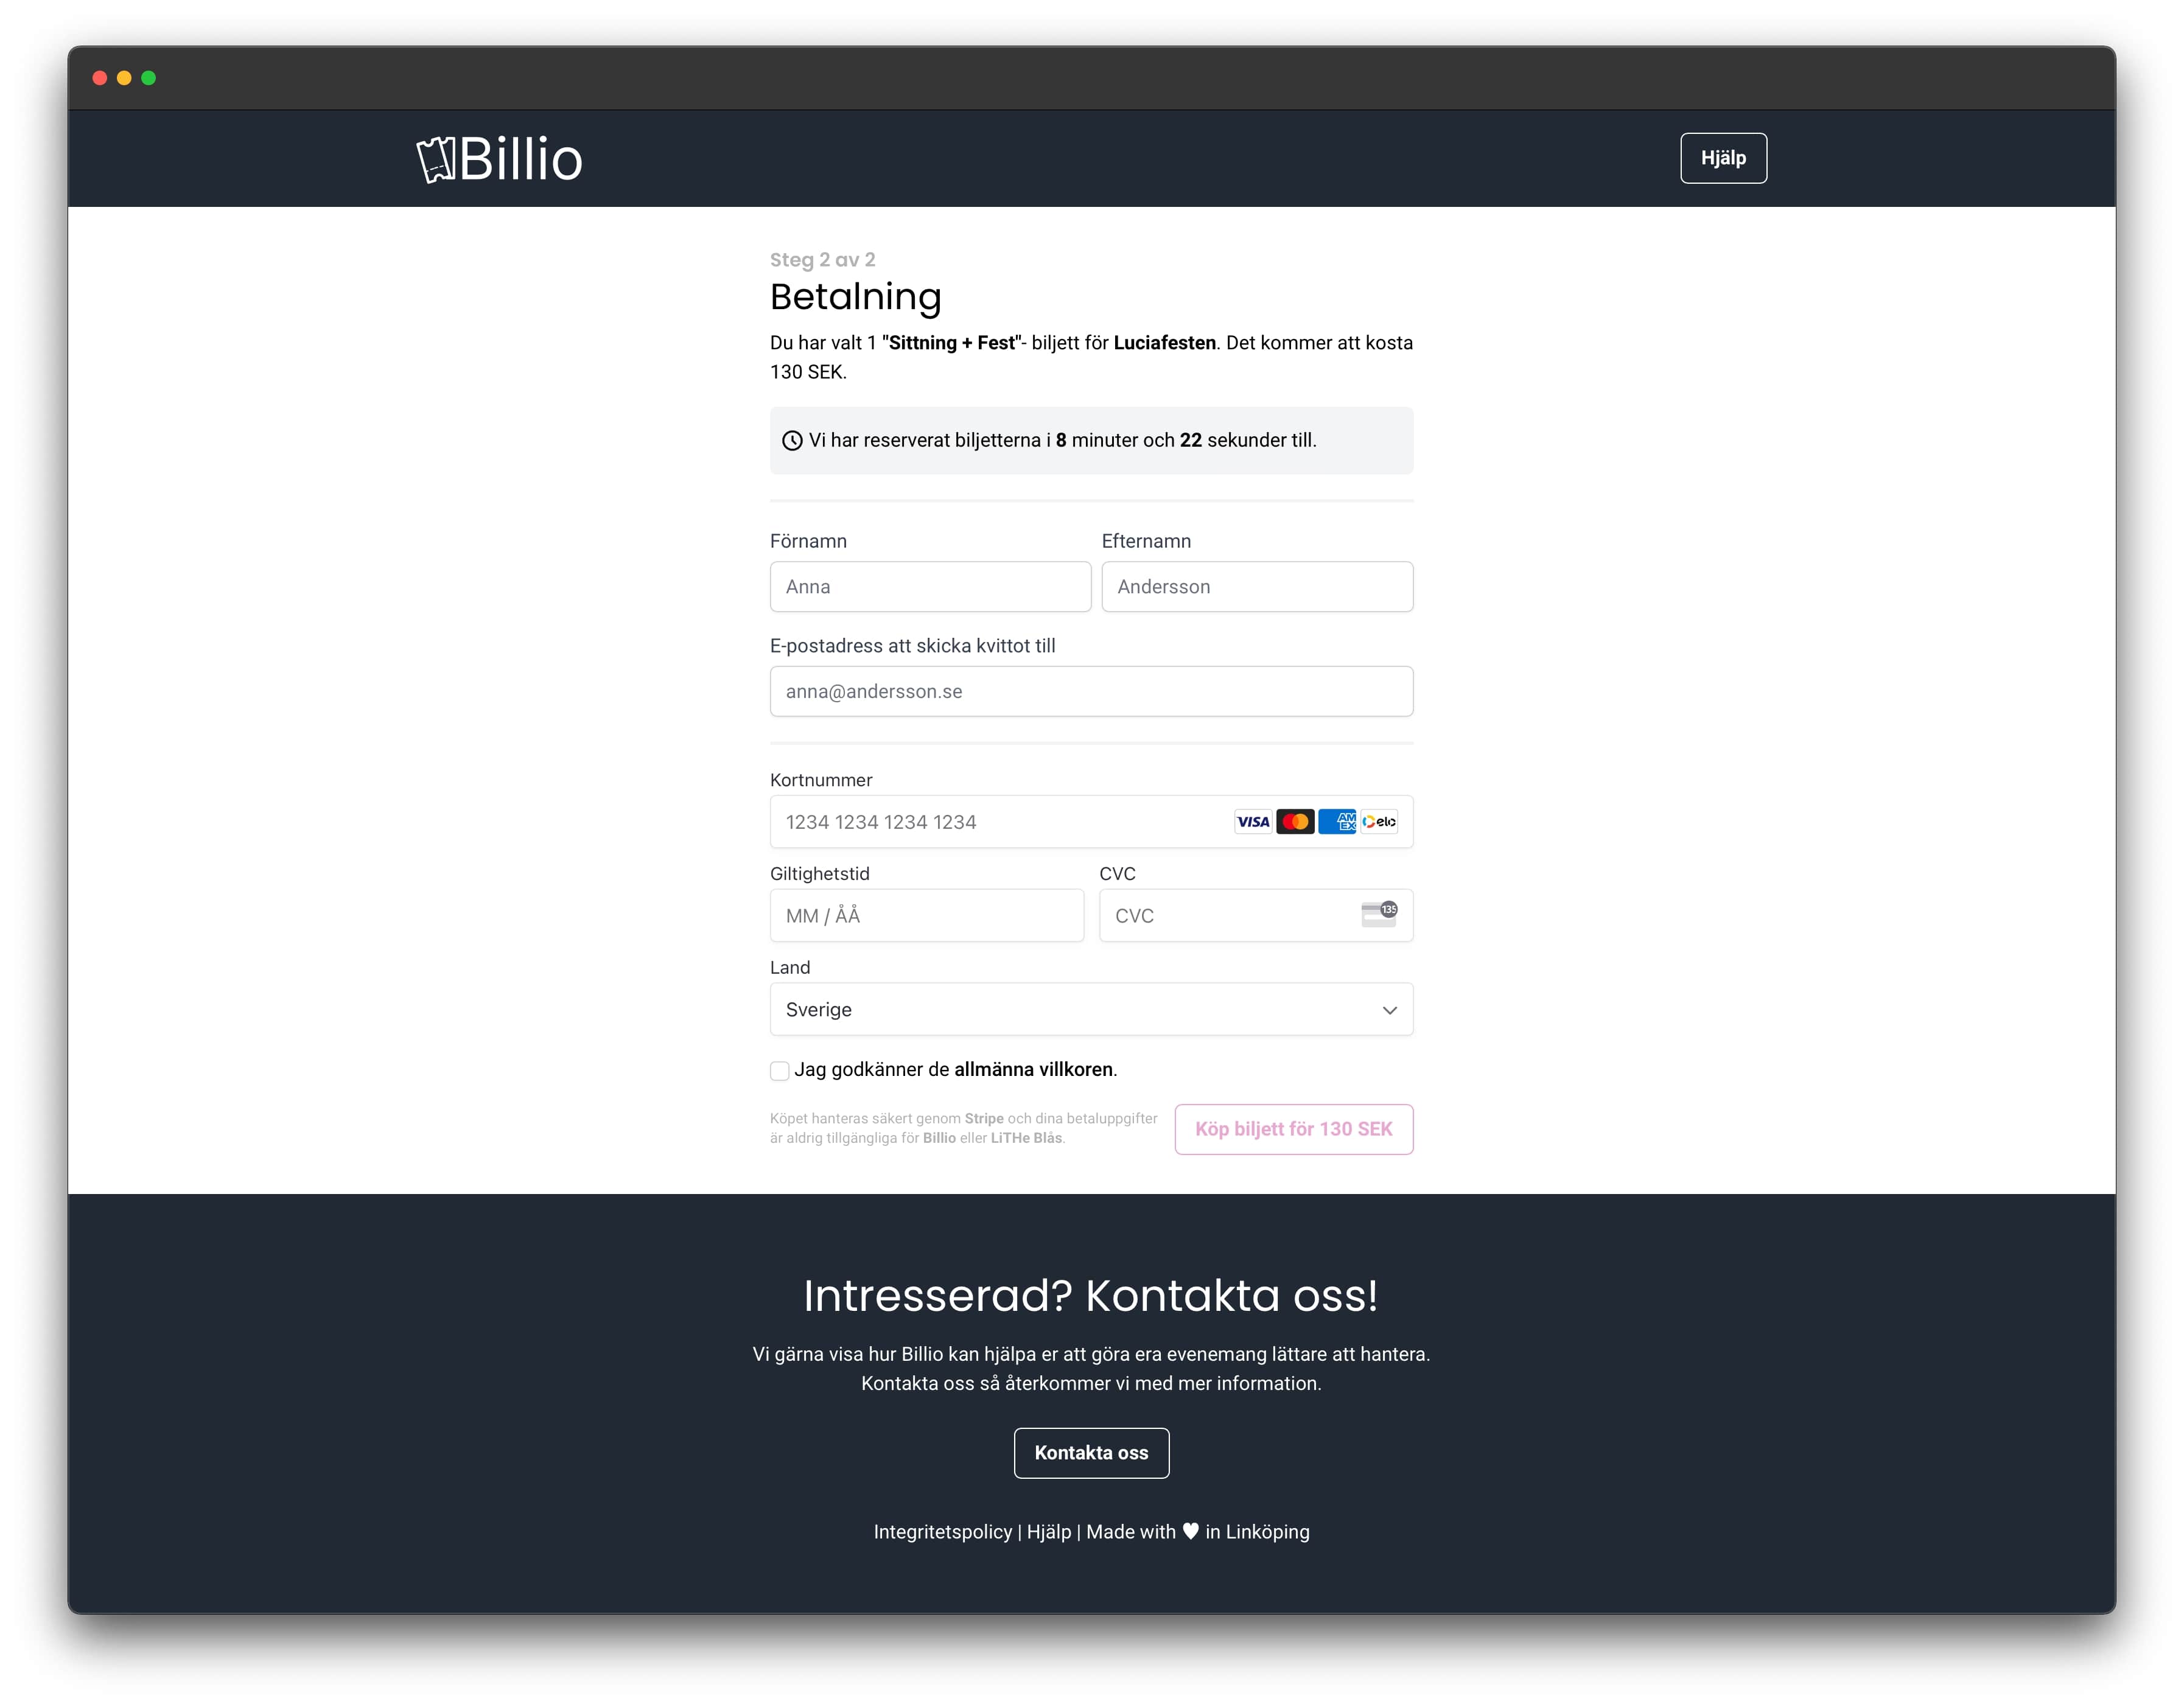 Billio
Hjälp
Steg 2 av 2
Betalning
Du har valt 1 "Sittning + Fest"- biljett för Luciafesten. Det kommer att kosta
130 SEK.
Vi har reserverat biljetterna i 8 minuter och 22 sekunder till.
Förnamn
Efternamn
Anna
Andersson
E-postadress att skicka kvittot till
anna@andersson.se
Kortnummer
1234 1234 1234 1234
VISA
AM
EX
elo
Giltighetstid
CVC
MM / ÅÅ
CVC
135
Land
Sverige
Jag godkänner de allmänna villkoren.
Köpet hanteras säkert genom Stripe och dina betaluppgifter
är aldrig tillgängliga för Billio eller LiTHe Blås.
Köp biljett för 130 SEK
Intresserad? Kontakta oss!
Vi gärna visa hur Billio kan hjälpa er att göra era evenemang lättare att hantera.
Kontakta oss så återkommer vi med mer information.
Kontakta oss
Integritetspolicy | Hjälp | Made with ♥ in Linköping